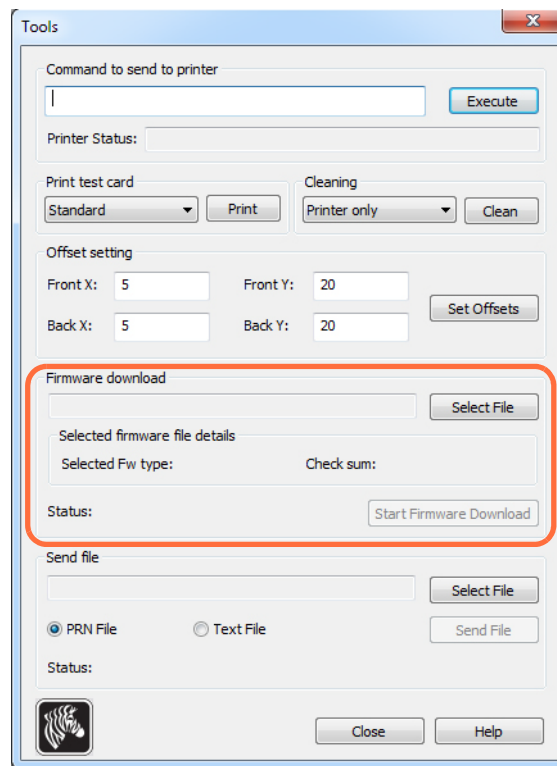 Tools
Command to send to printer
Execute
Printer Status:
Print test card
Cleaning
Standard
Print
Printer only
Clean
Offset setting
Front X: 5 Front Y: 20
Set Offsets
Back X: 5 Back Y: 20
Firmware download
Select File
Selected firmware file details
Selected Fw type: Check sum:
Status:
Start Firmware Download
Send file
Select File
PRN File Text File
Send File
Status:
Close Help